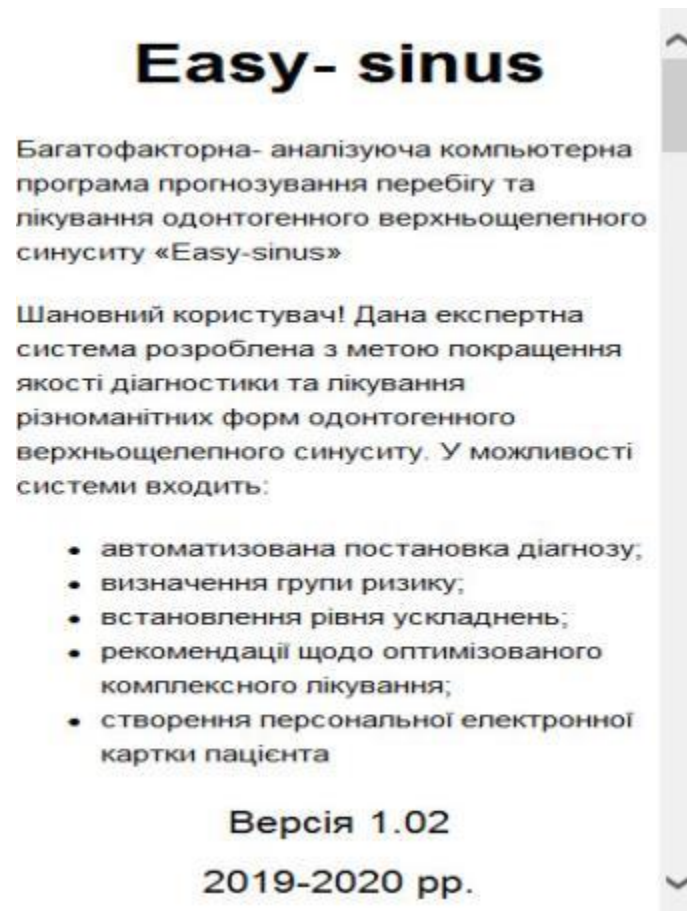 Easy- sinus
Багатофакторна- аналізуюча компьютерна
програма прогнозування перебігу та
лікування одонтогенного верхньощелепного
синуситу «Easy-sinus»
Шановний користувач! Дана експертна
система розроблена з метою покращення
якості діагностики та лікування
різноманітних форм одонтогенного
верхньощелепного синуситу. У можливості
системи входить:
• автоматизована постановка діагнозу;
• визначення групи ризику;
• встановлення рівня ускладнень;
• рекомендації щодо оптимізованого
комплексного лікування;
• створення персональної електронної
картки пацієнта
Версія 1.02
2019-2020 рр.